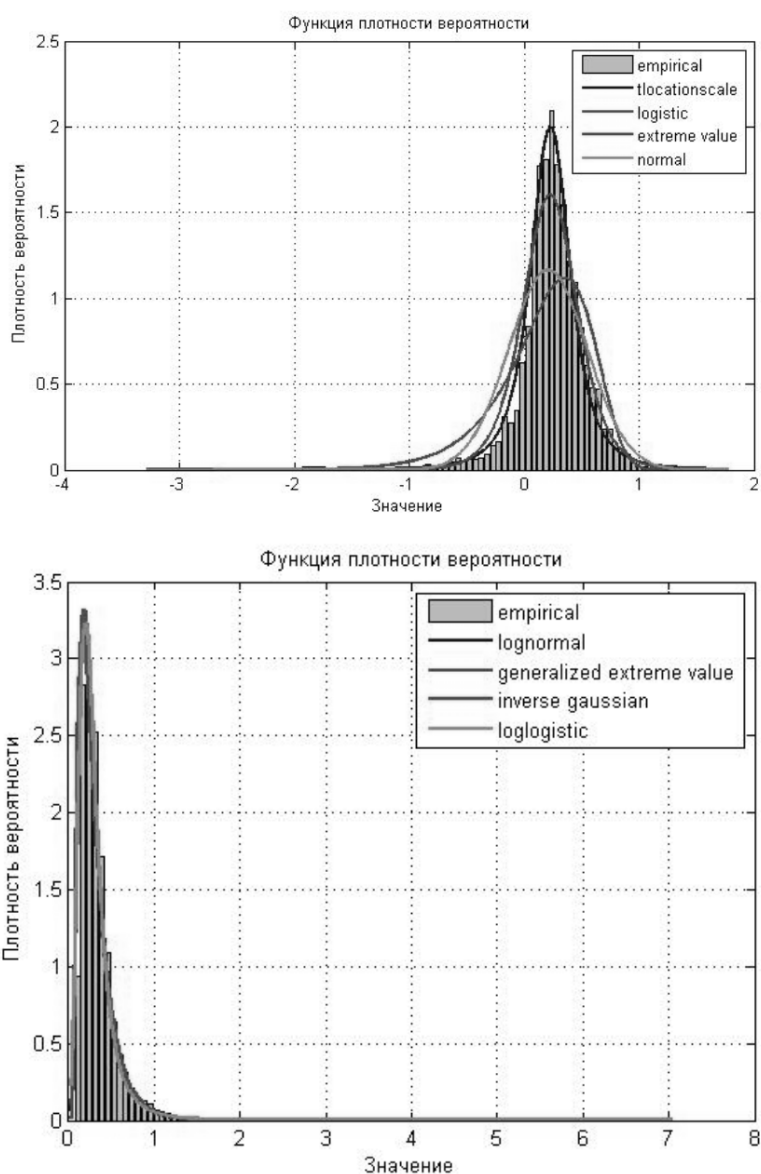 Функция плотности вероятности
2.5
2
1.5
1
0.5
0
Плотность вероятности
empirical
tlocationscale
logistic
extreme value
normal
-4 -3 -2 -1 0 1 2
Значение
Функция плотности вероятности
3.5
3
2.5
2
1.5
1
0.5
0
Плотность вероятности
empirical
lognormal
generalized extreme value
inverse gaussian
loglogistic
0 1 2 3 4 5 6 7 8
Значение